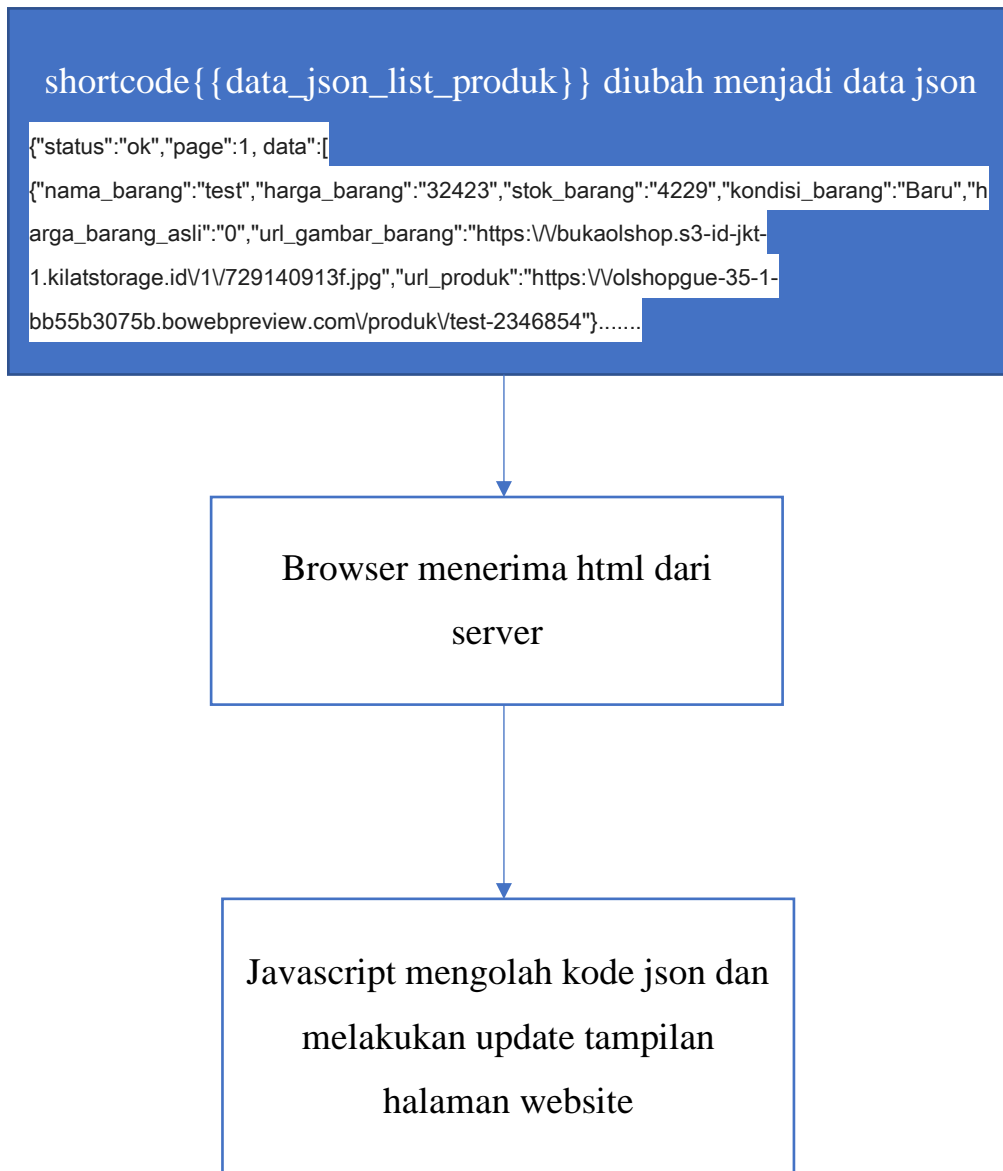 shortcode{{data_json_list_produk}} diubah menjadi data json
{"status":"ok","page":1, data":[
{"nama_barang":"test","harga_barang":"32423","stok_barang":"4229","kondisi_barang":"Baru","h
arga_barang_asli":"0","url_gambar_barang":"https:\/\/bukaolshop.s3-id-jkt-
1.kilatstorage.id\/1\/729140913f.jpg","url_produk":"https:\/\/olshopgue-35-1-
bb55b3075b.bowebpreview.com\/produk\/test-2346854"}.......
Browser menerima html dari
server
Javascript mengolah kode json dan
melakukan update tampilan
halaman website